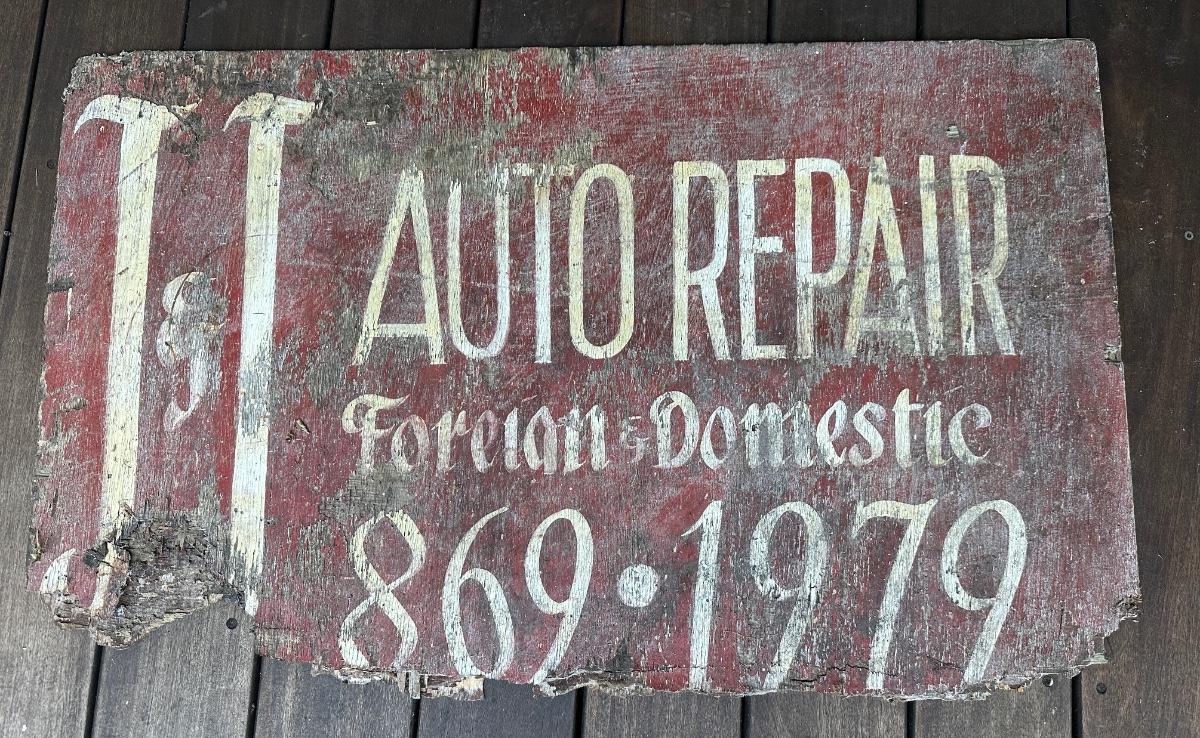 J & J
AUTO REPAIR
Foreign & Domestic
869·1979